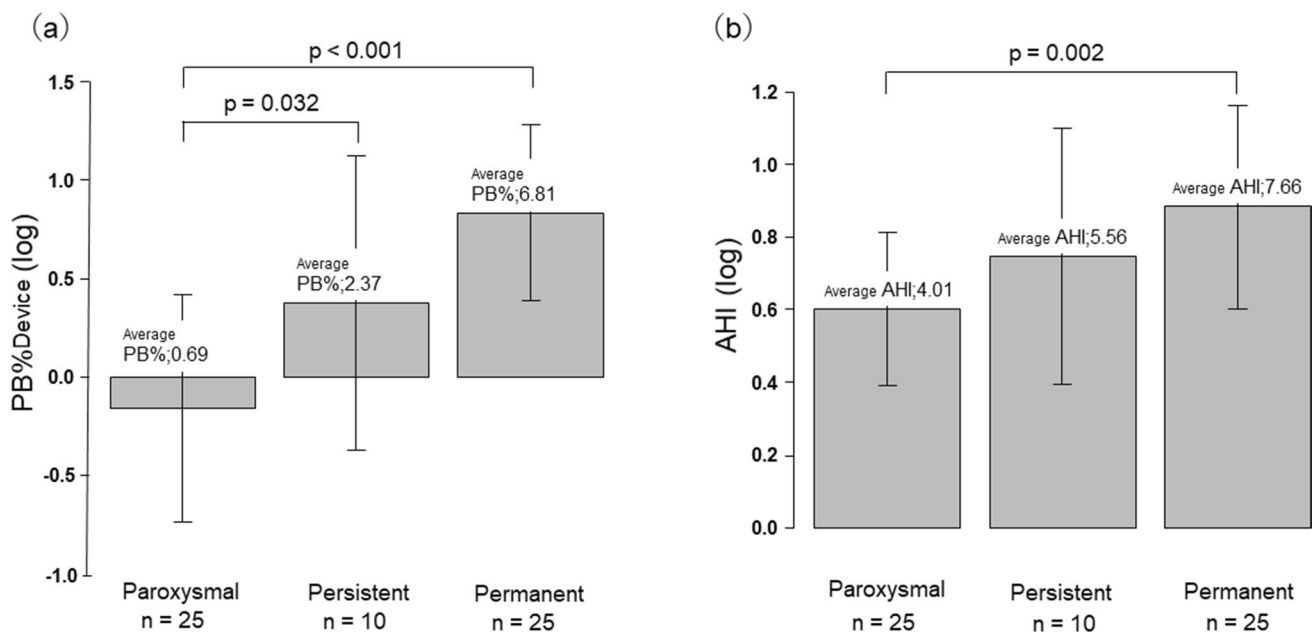 (a)
p < 0.001
p = 0.032
PB%Device (log)
1.5
1.0
0.5
0.0
-0.5
-1.0
Average
PB%;0.69
Average
PB%;2.37
Average
PB%;6.81
Paroxysmal
n = 25
Persistent
n = 10
Permanent
n = 25
(b)
p = 0.002
AHI (log)
1.2
1.0
0.8
0.6
0.4
0.2
0.0
Average AHI;4.01
Average AHI;5.56
Average AHI;7.66
Paroxysmal
n = 25
Persistent
n = 10
Permanent
n = 25